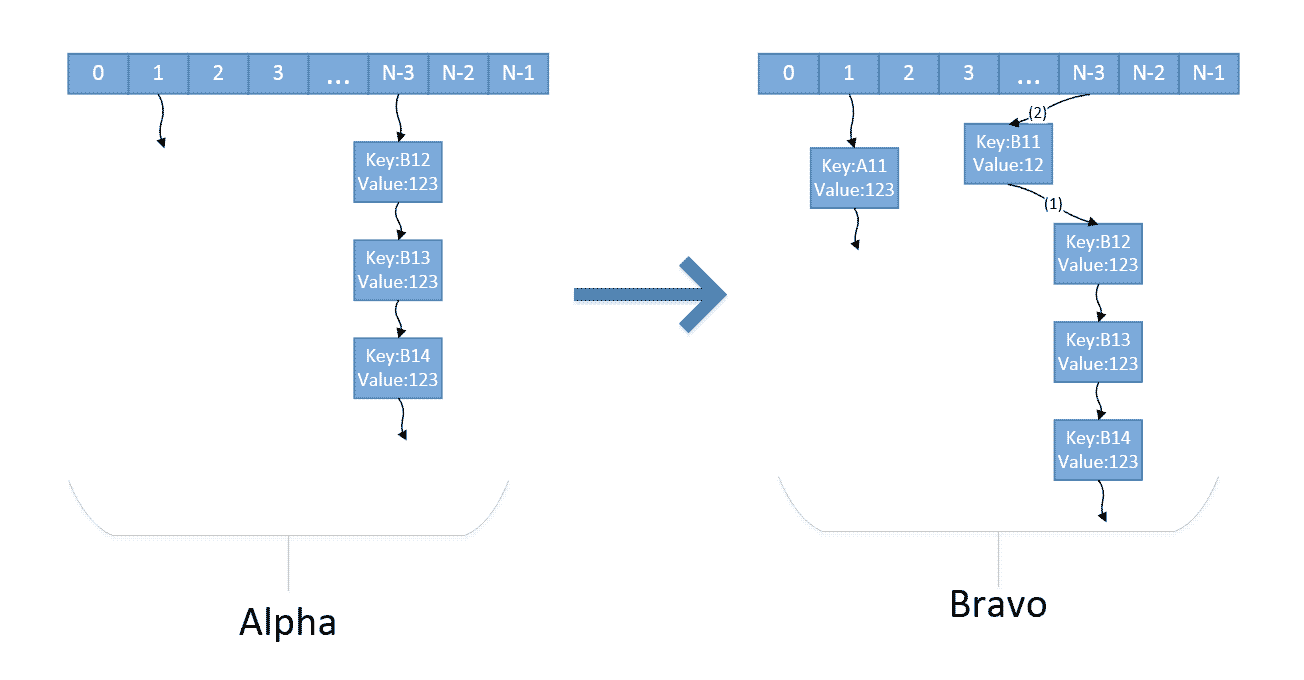 0 1 2 3 ... N-3 N-2 N-1
Key:B12
Value:123
Key:B13
Value:123
Key:B14
Value:123
Alpha
0 1 2 3 ... N-3 N-2 N-1
(2)
Key:B11
Value:12
Key:A11
Value:123
(1)
Key:B12
Value:123
Key:B13
Value:123
Key:B14
Value:123
Bravo